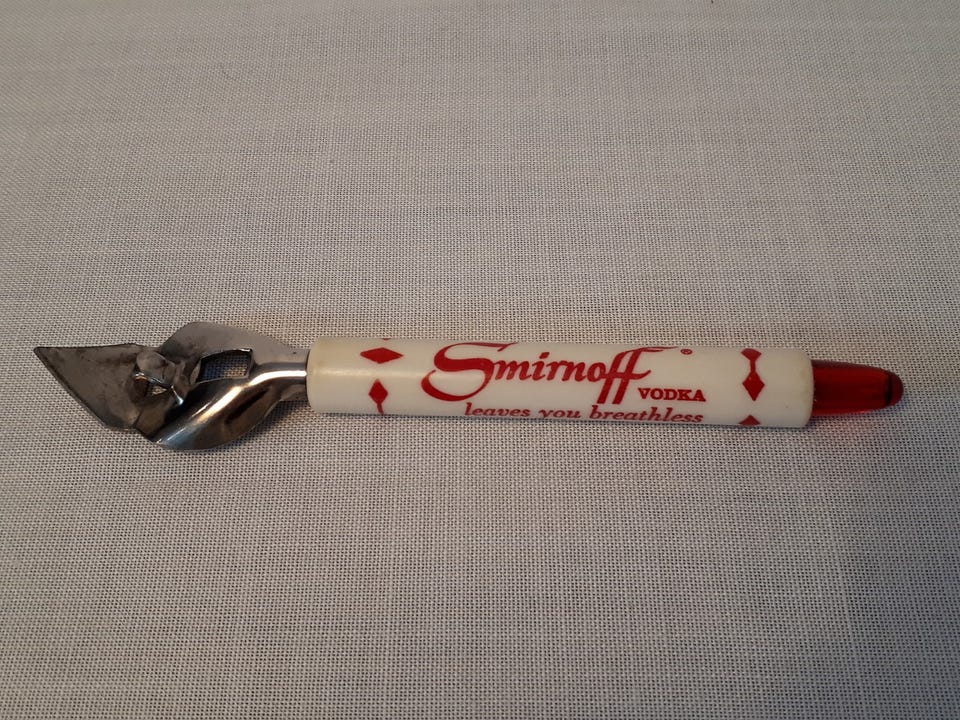 Smirnoff ®
VODKA
leaves you breathless